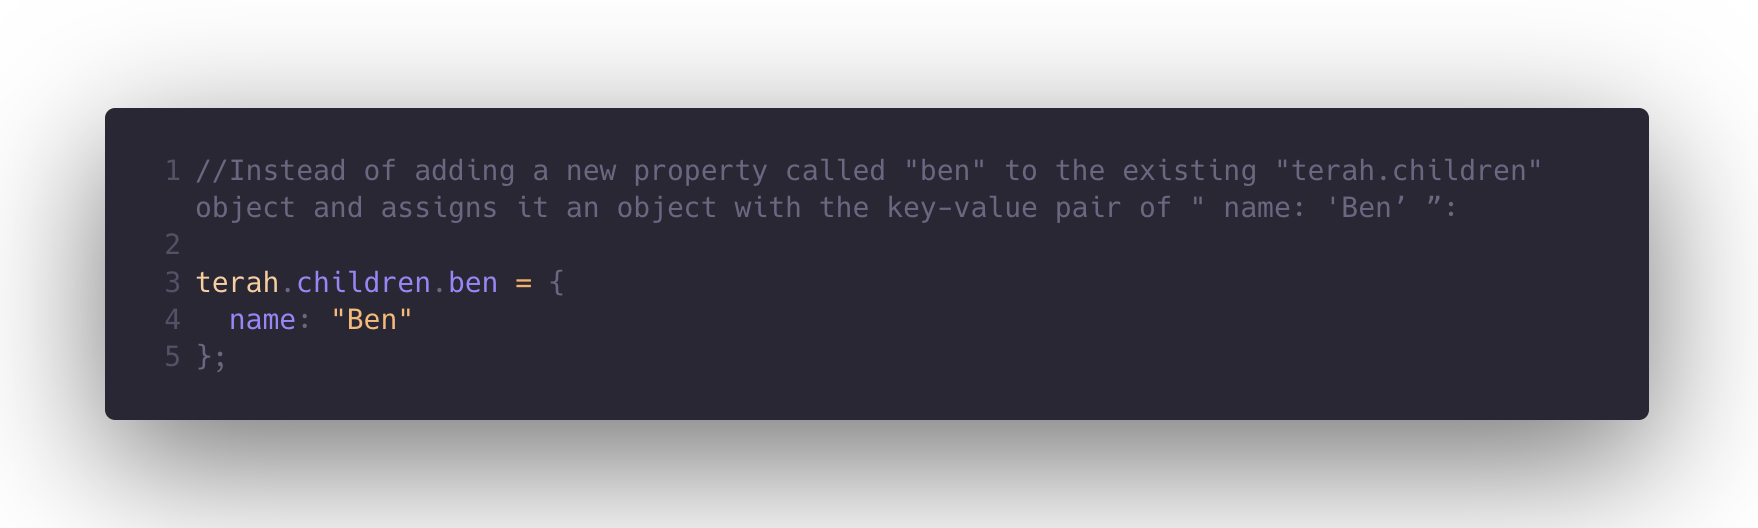 1 //Instead of adding a new property called "ben" to the existing "terah.children"
object and assigns it an object with the key-value pair of " name: 'Ben’ ”:
2
3 terah.children.ben = {
4   name: "Ben"
5 };